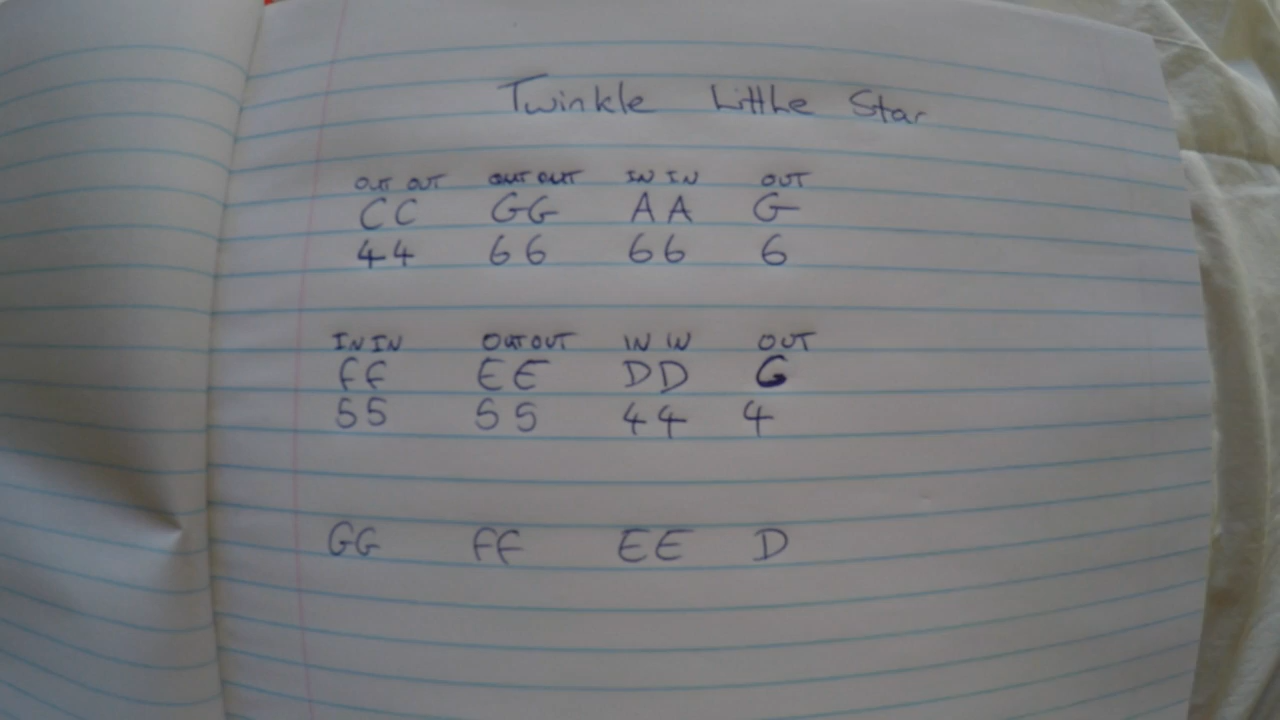 Twinkle Little Star
OUT OUT OUT OUT IN IN OUT
CC GG AA G
44 66 66 6
IN IN OUT OUT IN IN OUT
FF EE DD G
55 55 44 4
GG FF EE D